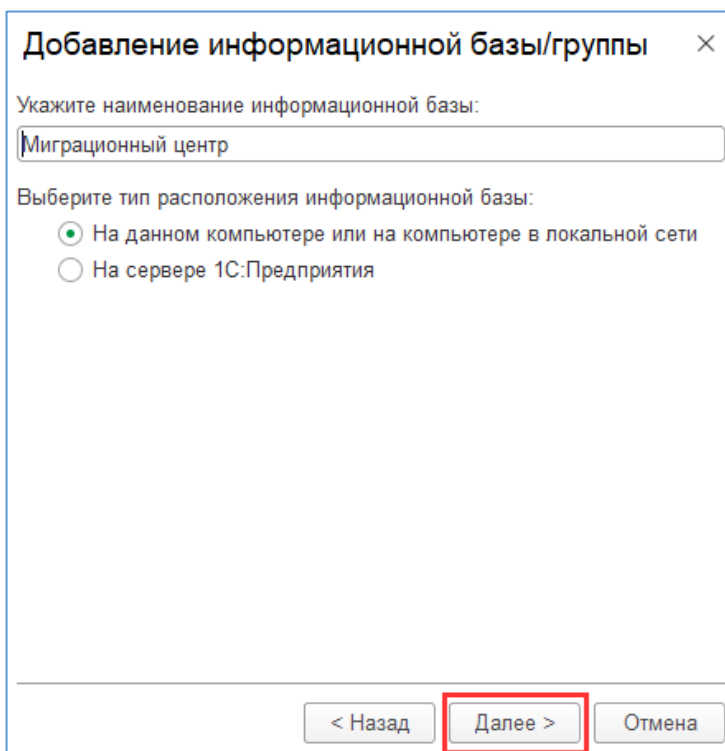 Добавление информационной базы/группы
Укажите наименование информационной базы:
Миграционный центр
Выберите тип расположения информационной базы:
На данном компьютере или на компьютере в локальной сети
На сервере 1С:Предприятия
< Назад
Далее >
Отмена